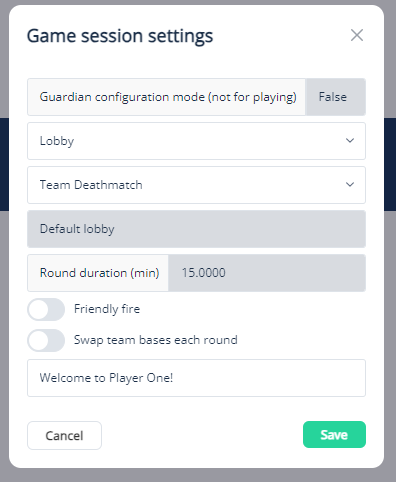 Game session settings
Guardian configuration mode (not for playing) False
Lobby
Team Deathmatch
Default lobby
Round duration (min) 15.0000
Friendly fire
Swap team bases each round
Welcome to Player One!
Cancel Save